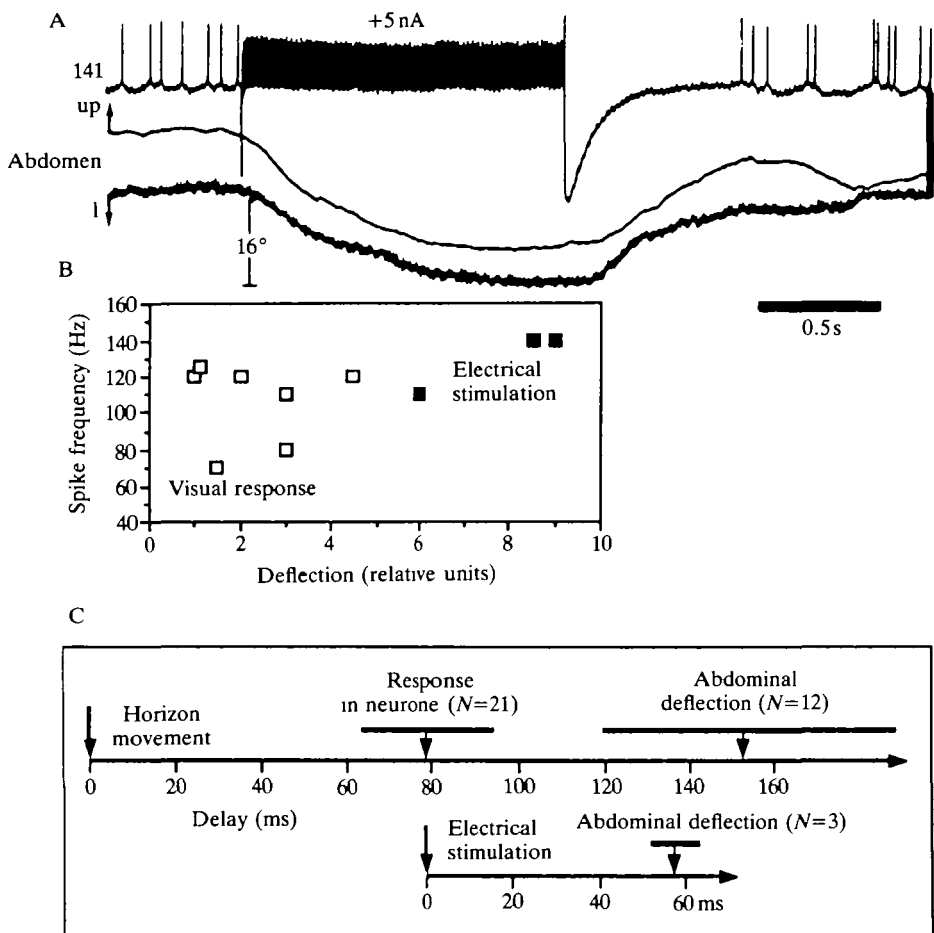 A
+5 nA
141
up
Abdomen
l
16°
0.5 s
B
160
140
120
100
80
60
40
Spike frequency (Hz)
Electrical
stimulation
Visual response
0 2 4 6 8 10
Deflection (relative units)
C
Response
in neurone (N=21)
Abdominal
deflection (N=12)
Horizon
movement
0 20 40 60 80 100 120 140 160
Delay (ms)
Electrical
stimulation
Abdominal deflection (N=3)
0 20 40 60 ms